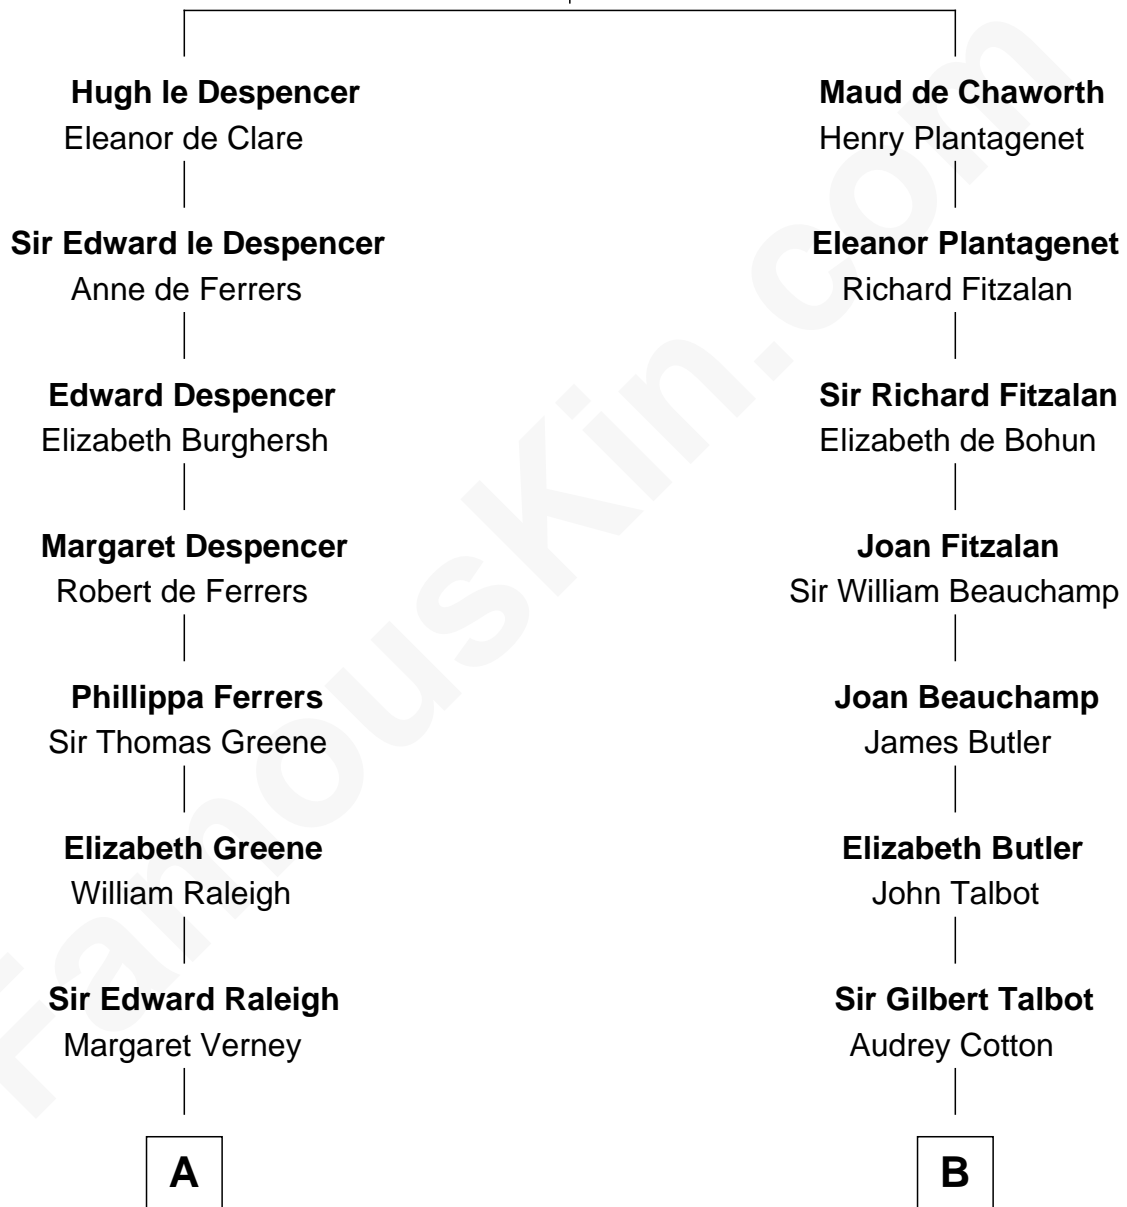 Hugh le Despencer
Eleanor de Clare
Sir Edward le Despencer
Anne de Ferrers
Edward Despencer
Elizabeth Burghersh
Margaret Despencer
Robert de Ferrers
Phillippa Ferrers
Sir Thomas Greene
Elizabeth Greene
William Raleigh
Sir Edward Raleigh
Margaret Verney
A
Maud de Chaworth
Henry Plantagenet
Eleanor Plantagenet
Richard Fitzalan
Sir Richard Fitzalan
Elizabeth de Bohun
Joan Fitzalan
Sir William Beauchamp
Joan Beauchamp
James Butler
Elizabeth Butler
John Talbot
Sir Gilbert Talbot
Audrey Cotton
B
FamousKin.com